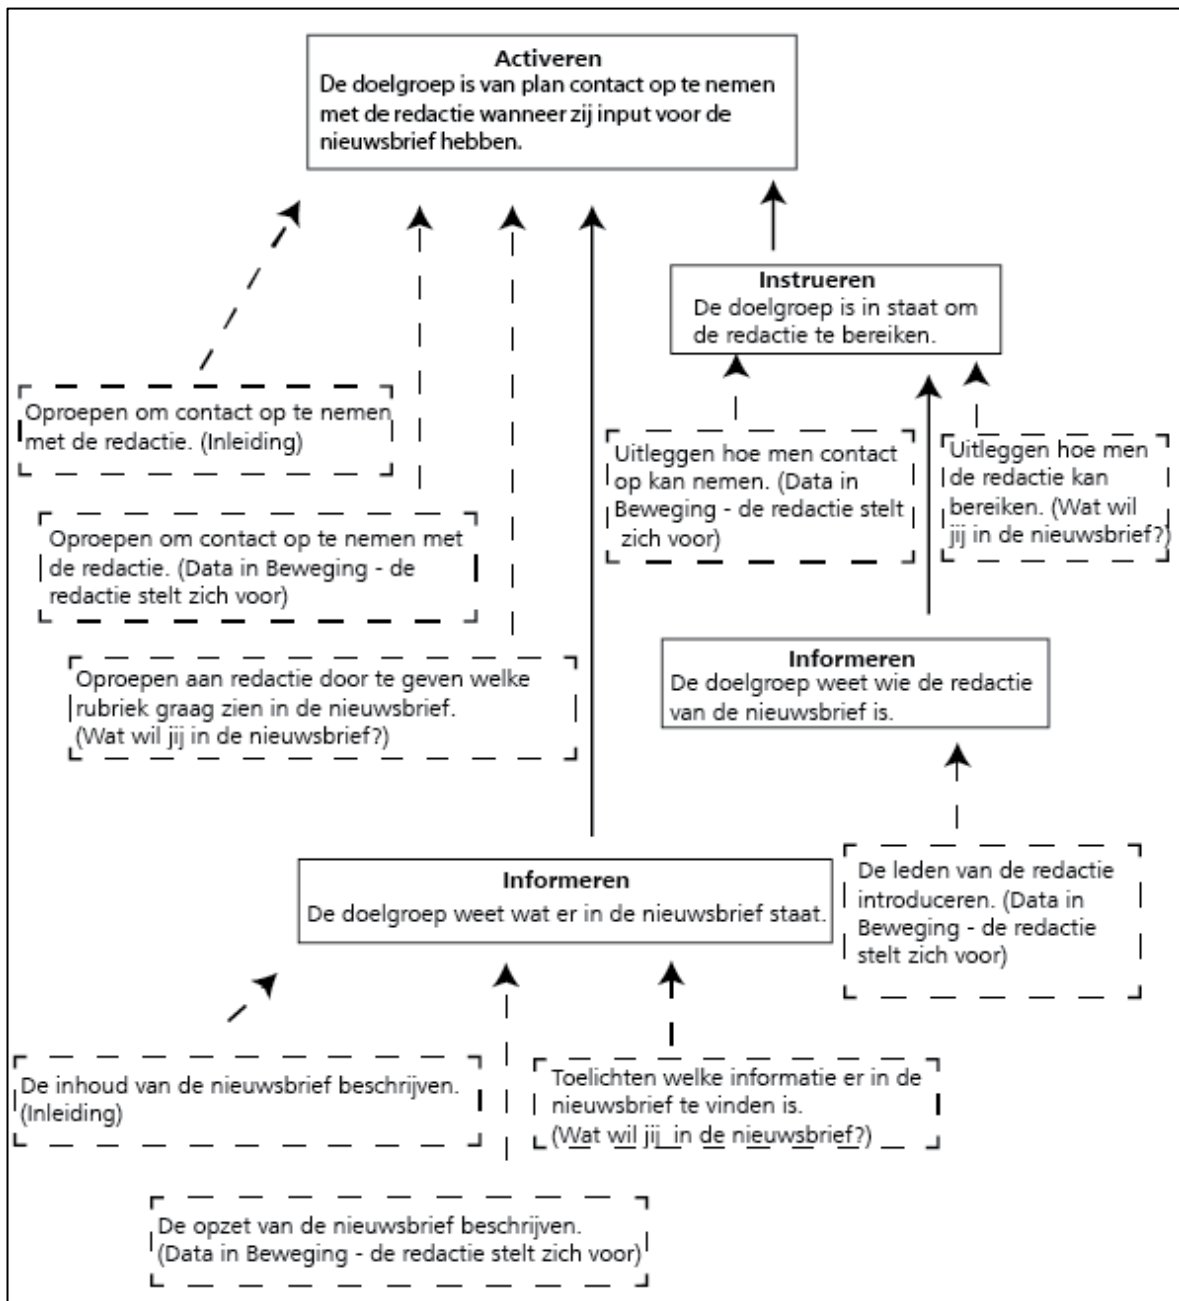 Activeren
De doelgroep is van plan contact op te nemen
met de redactie wanneer zij input voor de
nieuwsbrief hebben.
Instrueren
De doelgroep is in staat om
de redactie te bereiken.
Oproepen om contact op te nemen
met de redactie. (Inleiding)
Uitleggen hoe men contact
op kan nemen. (Data in
Beweging - de redactie stelt
zich voor)
Uitleggen hoe men
de redactie kan
bereiken. (Wat wil
jij in de nieuwsbrief?)
Oproepen om contact op te nemen met
de redactie. (Data in Beweging - de
redactie stelt zich voor)
Oproepen aan redactie door te geven welke
rubriek graag zien in de nieuwsbrief.
(Wat wil jij in de nieuwsbrief?)
Informeren
De doelgroep weet wie de redactie
van de nieuwsbrief is.
Informeren
De doelgroep weet wat er in de nieuwsbrief staat.
De leden van de redactie
introduceren. (Data in
Beweging - de redactie
stelt zich voor)
De inhoud van de nieuwsbrief beschrijven.
(Inleiding)
Toelichten welke informatie er in de
nieuwsbrief te vinden is.
(Wat wil jij in de nieuwsbrief?)
De opzet van de nieuwsbrief beschrijven.
(Data in Beweging - de redactie stelt zich voor)